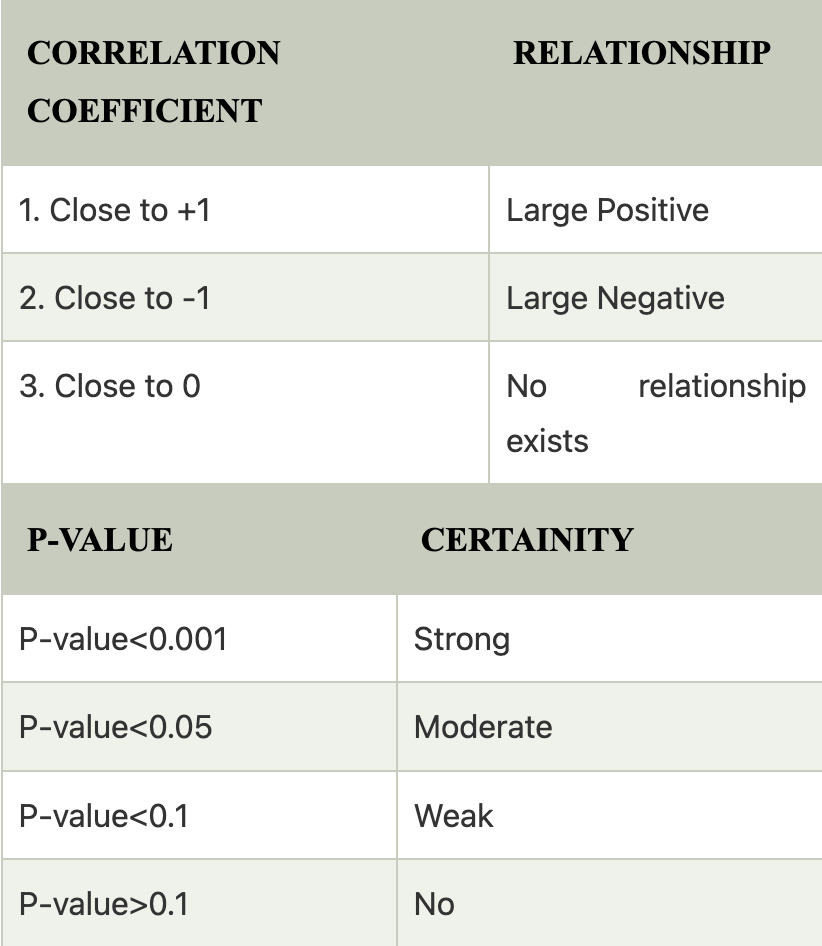 CORRELATION RELATIONSHIP
COEFFICIENT
1. Close to +1 Large Positive
2. Close to -1 Large Negative
3. Close to 0 No relationship
exists
P-VALUE CERTAINITY
P-value<0.001 Strong
P-value<0.05 Moderate
P-value<0.1 Weak
P-value>0.1 No